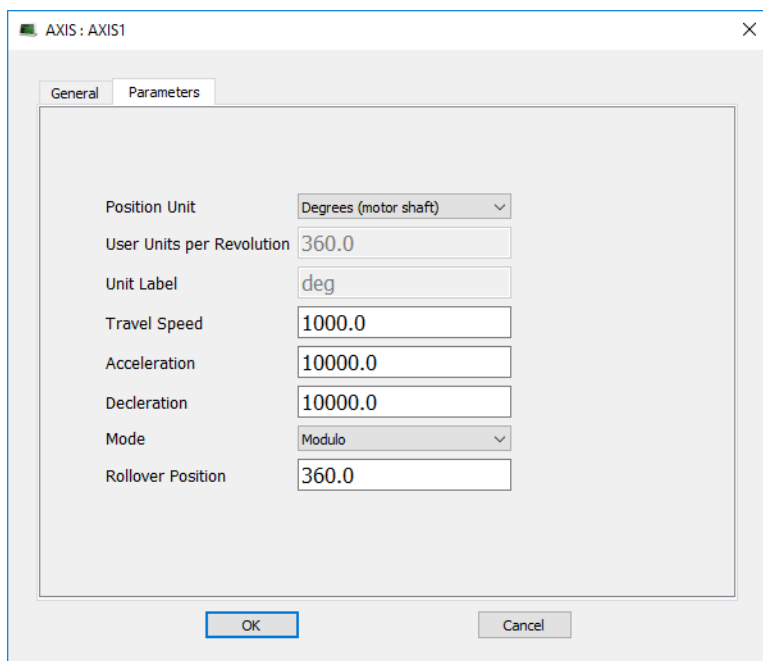 AXIS : AXIS1
General Parameters
Position Unit Degrees (motor shaft)
User Units per Revolution 360.0
Unit Label deg
Travel Speed 1000.0
Acceleration 10000.0
Decleration 10000.0
Mode Modulo
Rollover Position 360.0
OK Cancel